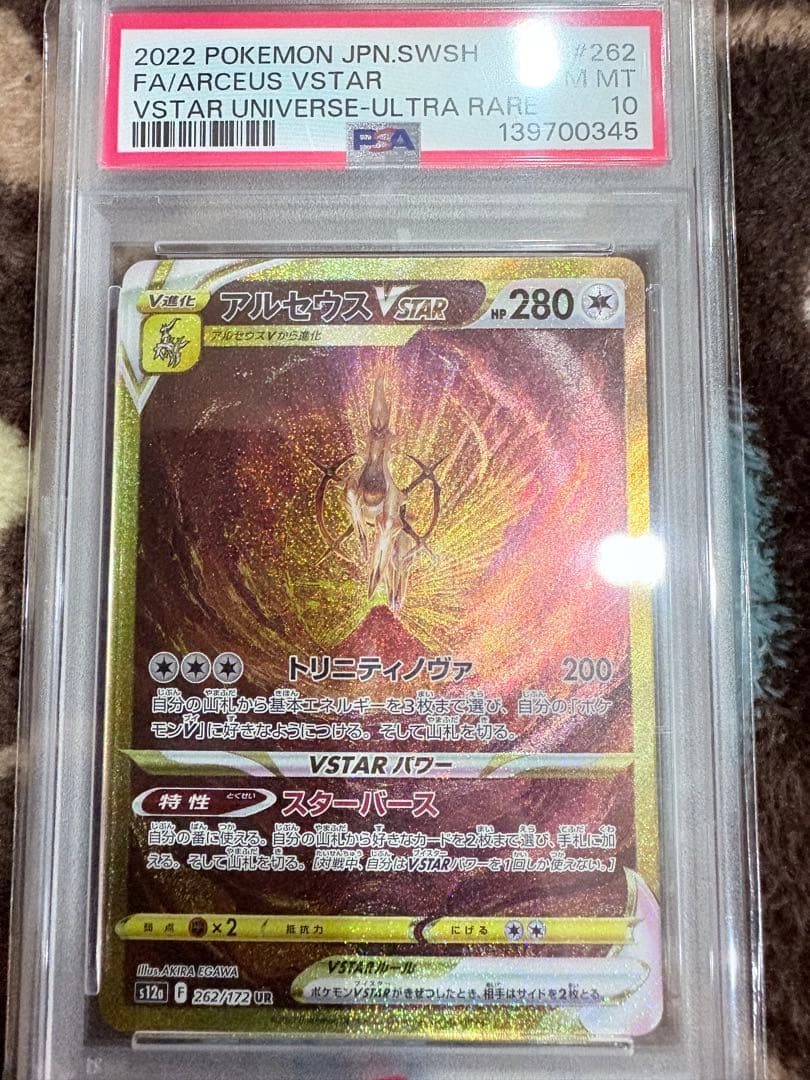 2022 POKEMON JPN.SWSH #262
FA/ARCEUS VSTAR M MT
VSTAR UNIVERSE-ULTRA RARE 10
PSA 139700345
V進化 アルセウス VSTAR HP 280
アルセウスVから進化
トリニティノヴァ 200
自分の山札から基本エネルギーを3枚まで選び、自分の「ポケ
モンV」に好きなようにつける。そして山札を切る。
VSTARパワー
特性 とくせい スターバース
自分の番に使える。自分の山札から好きなカードを2枚まで選び、手札に加
える。そして山札を切る。[対戦中、自分はVSTARパワーを1回しか使えない。]
弱点 ×2 抵抗力 にげる
Illus.AKIRA EGAWA
VSTARルール
s12a F 262/172 UR
ポケモンVSTARがきぜつしたとき、相手はサイドを2枚とる。